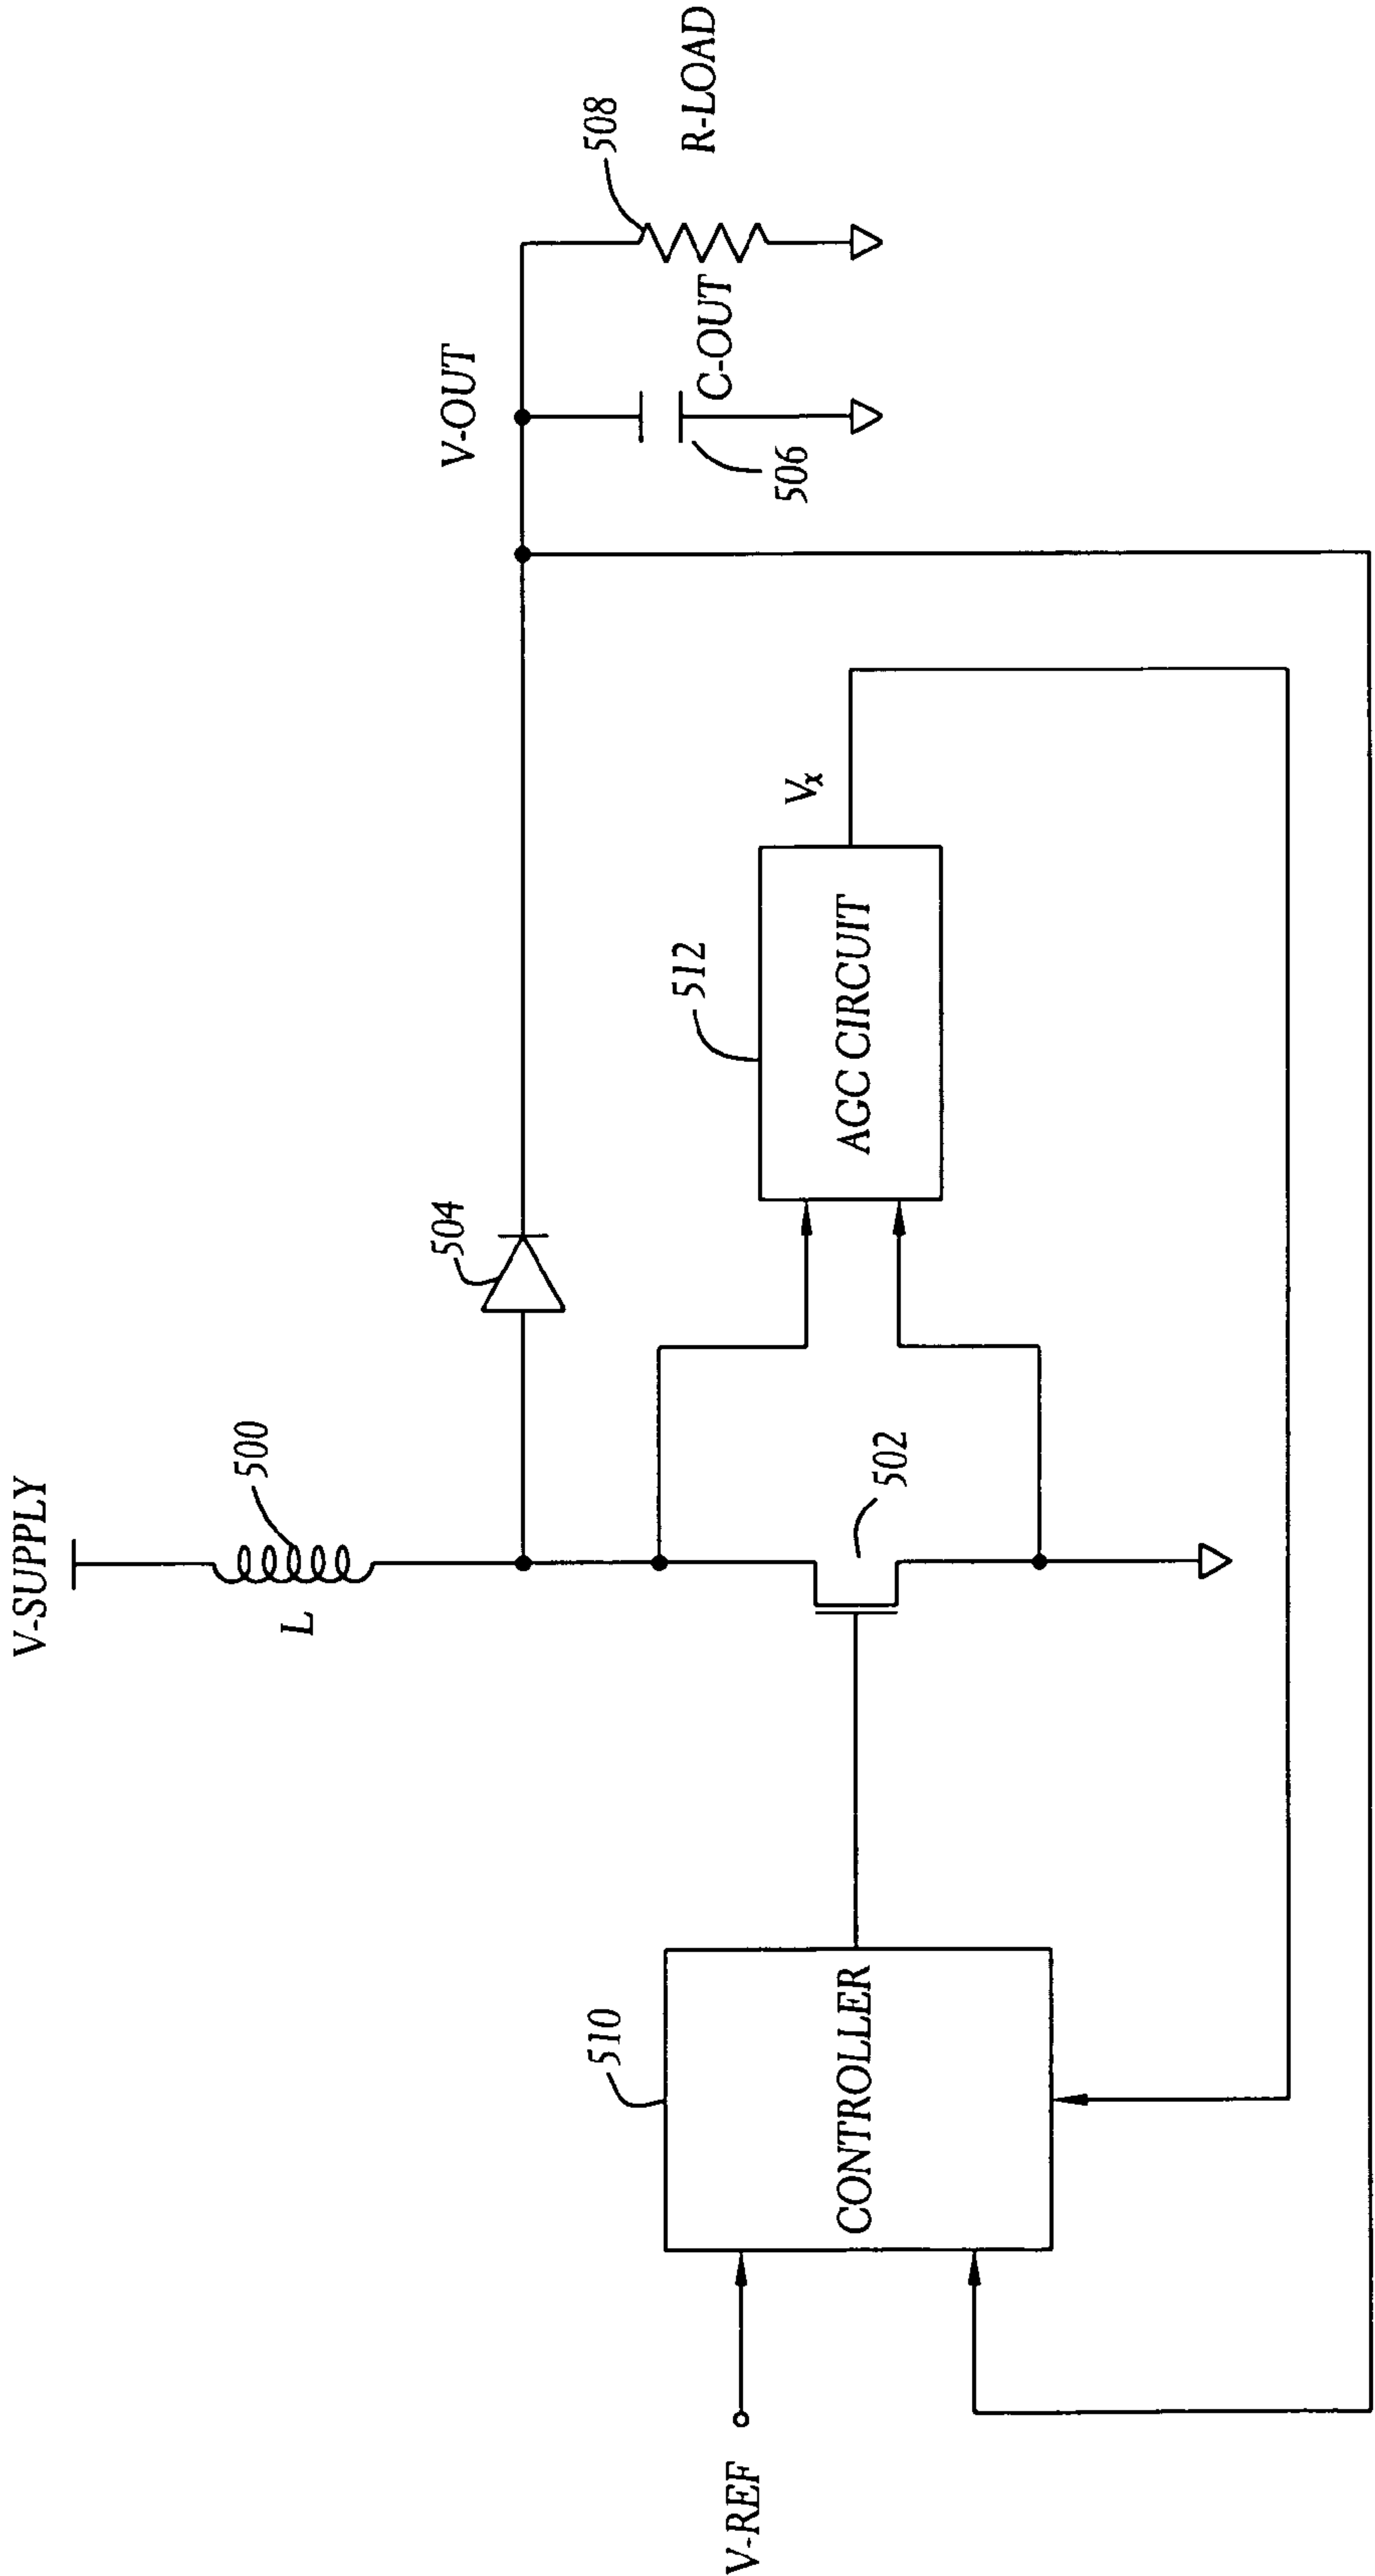 V-SUPPLY
500
L
504
V-OUT
508
R-LOAD
C-OUT
506
502
512
AGC CIRCUIT
Vx
510
CONTROLLER
V-REF